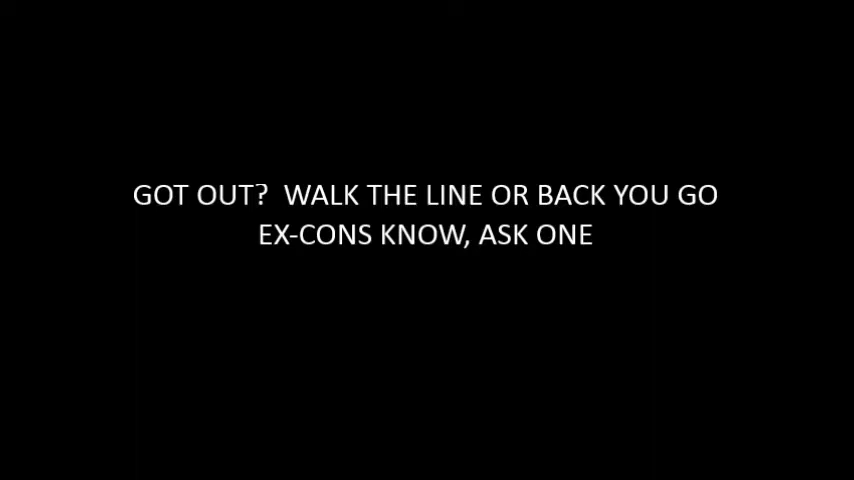 GOT OUT?  WALK THE LINE OR BACK YOU GO
EX-CONS KNOW, ASK ONE